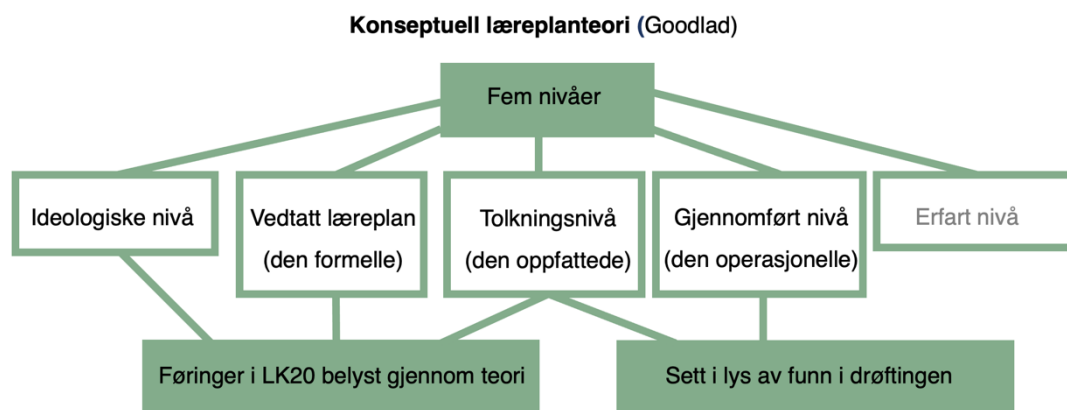 Konseptuell læreplanteori (Goodlad)
Fem nivåer
Ideologiske nivå
Vedtatt læreplan
(den formelle)
Tolkningsnivå
(den oppfattede)
Gjennomført nivå
(den operasjonelle)
Erfart nivå
Føringer i LK20 belyst gjennom teori
Sett i lys av funn i drøftingen